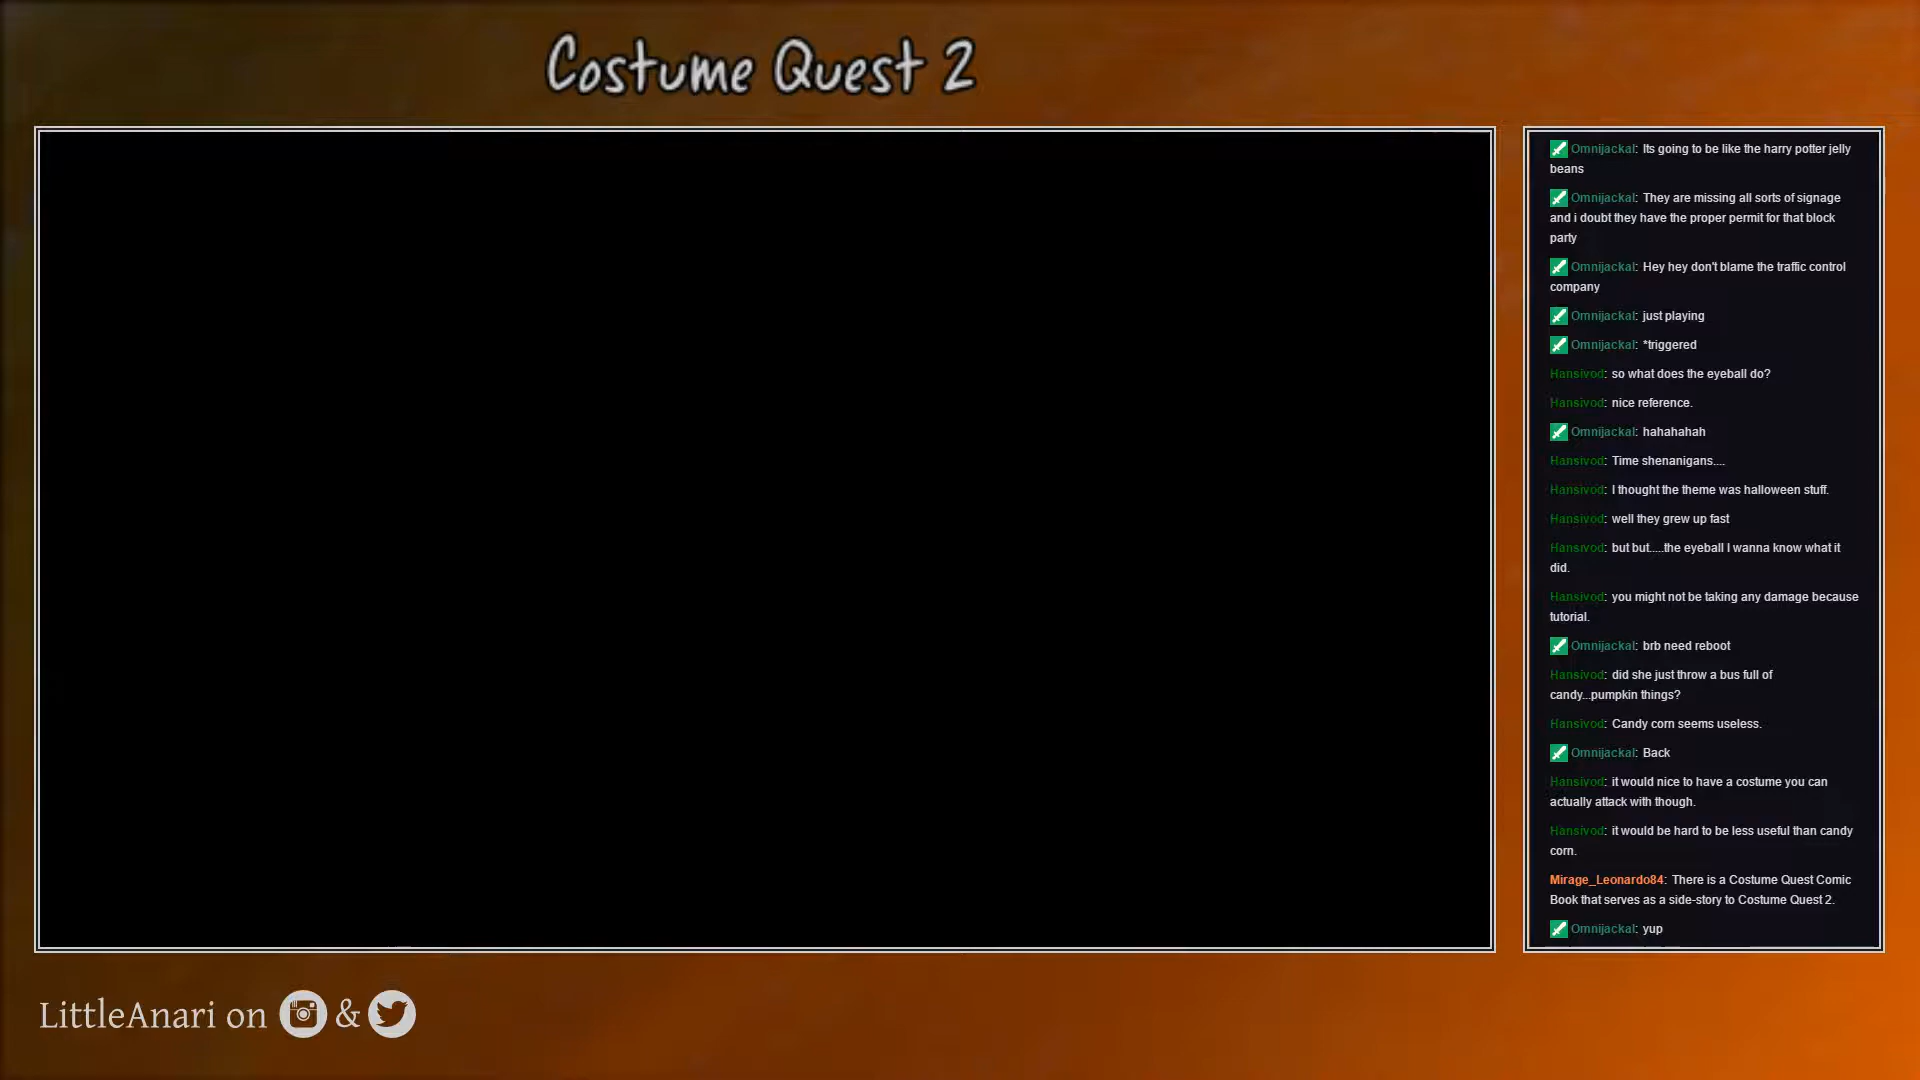 Costume Quest 2
Omnijackal: Its going to be like the harry potter jelly
beans
Omnijackal: They are missing all sorts of signage
and i doubt they have the proper permit for that block
party
Omnijackal: Hey hey don't blame the traffic control
company
Omnijackal: just playing
Omnijackal: *triggered
Hansivod: so what does the eyeball do?
Hansivod: nice reference.
Omnijackal: hahahahah
Hansivod: Time shenanigans....
Hansivod: I thought the theme was halloween stuff.
Hansivod: well they grew up fast
Hansivod: but but.....the eyeball I wanna know what it
did.
Hansivod: you might not be taking any damage because
tutorial.
Omnijackal: brb need reboot
Hansivod: did she just throw a bus full of
candy...pumpkin things?
Hansivod: Candy corn seems useless.
Omnijackal: Back
Hansivod: it would nice to have a costume you can
actually attack with though.
Hansivod: it would be hard to be less useful than candy
corn.
Mirage_Leonardo84: There is a Costume Quest Comic
Book that serves as a side-story to Costume Quest 2.
Omnijackal: yup
LittleAnari on &